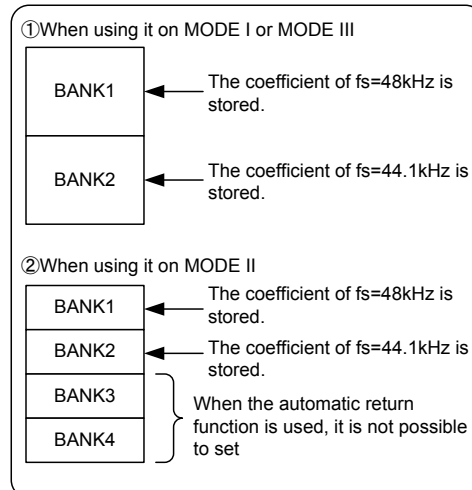 ①When using it on MODE I or MODE III
BANK1
The coefficient of fs=48kHz is
stored.
BANK2
The coefficient of fs=44.1kHz is
stored.
②When using it on MODE II
BANK1
The coefficient of fs=48kHz is
stored.
BANK2
The coefficient of fs=44.1kHz is
stored.
BANK3
BANK4
When the automatic return
function is used, it is not possible
to set